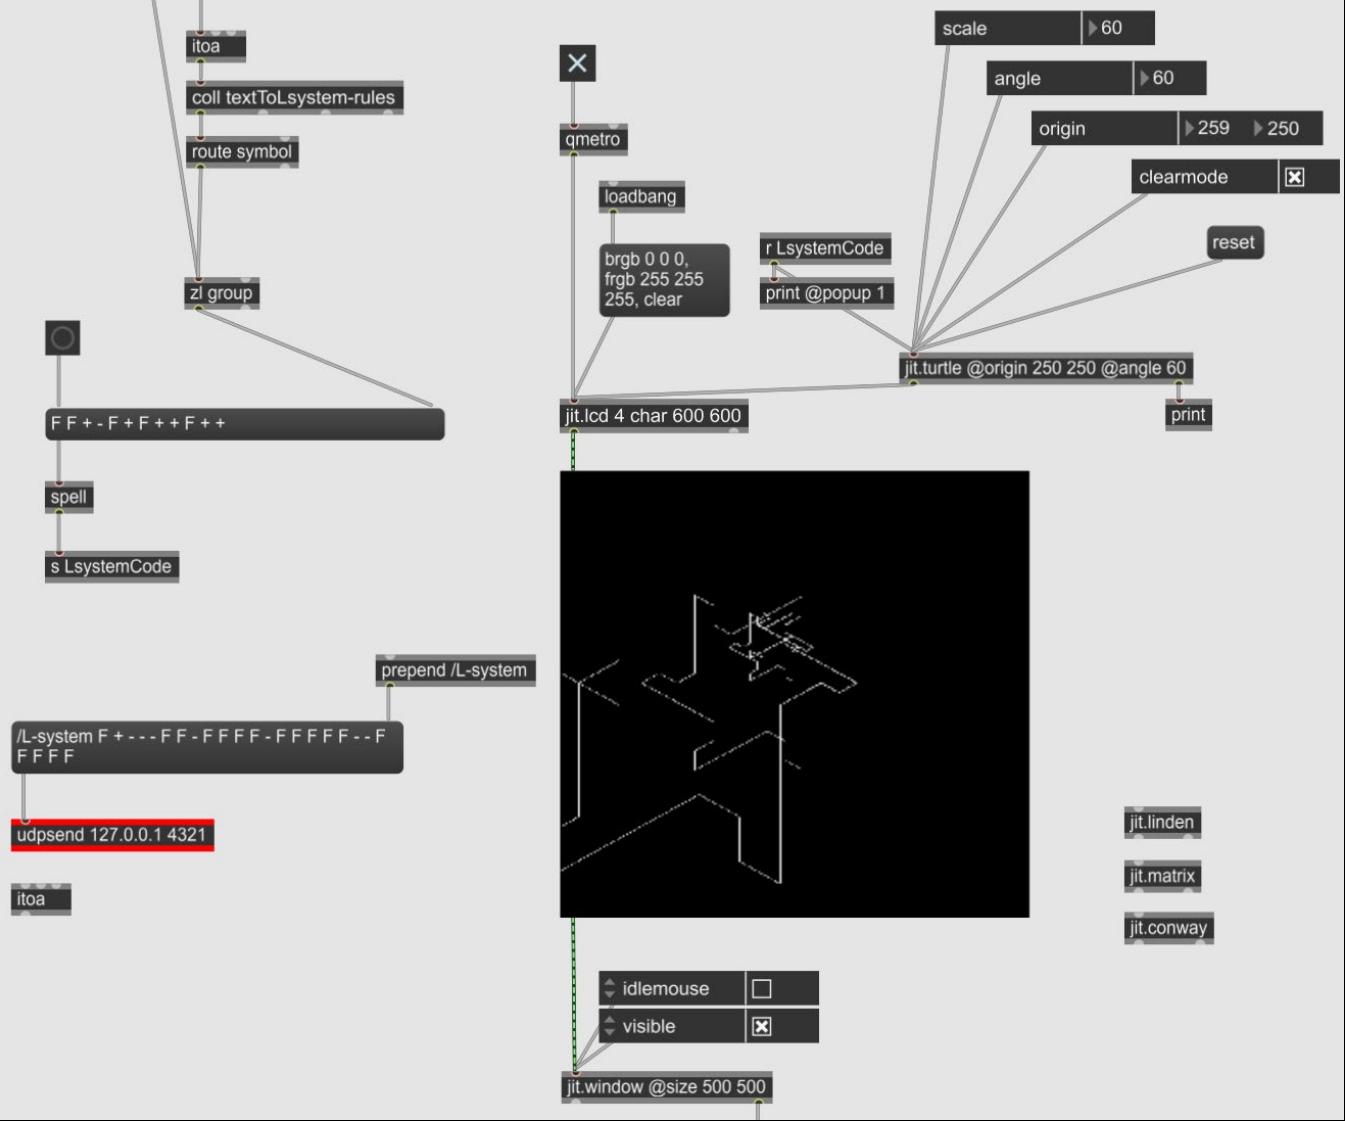 itoa
coll textToLsystem-rules
route symbol
zl group
F F + - F + F + + F + +
spell
s LsystemCode
prepend /L-system
/L-system F + - - - F F - F F F F - F F F F F - - F
F F F F
udpsend 127.0.0.1 4321
itoa
qmetro
loadbang
brgb 0 0 0,
frgb 255 255
255, clear
r LsystemCode
print @popup 1
scale 60
angle 60
origin 259 250
clearmode
reset
jit.turtle @origin 250 250 @angle 60
print
jit.lcd 4 char 600 600
jit.linden
jit.matrix
jit.conway
idlemouse
visible
jit.window @size 500 500